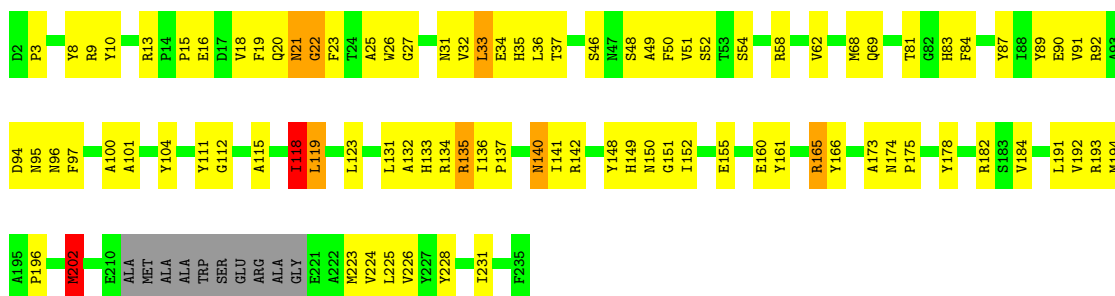 D2 P3 Y8 R9 Y10 R13 P14 P15 E16 D17 V18 F19 Q20 N21 G22 F23 T24 A25 W26 G27 N31 V32 L33 E34 H35 L36 T37 S46 N47 S48 A49 F50 V51 S52 T53 S54 R58 V62 M68 Q69 T81 G82 H83 F84 Y87 I88 Y89 E90 V91 R92 A93
D94 N95 N96 F97 A100 A101 Y104 Y111 G112 A115 I118 L119 L123 L131 A132 H133 R134 R135 I136 P137 N140 I141 R142 Y148 H149 N150 G151 I152 E155 E160 Y161 R165 Y166 A173 N174 P175 Y178 R182 S183 V184 L191 V192 R193 M194
A195 P196 M202 E210 ALA MET ALA ALA TRP SER GLU ARG ALA GLY E221 A222 M223 V224 L225 V226 Y227 Y228 I231 F235